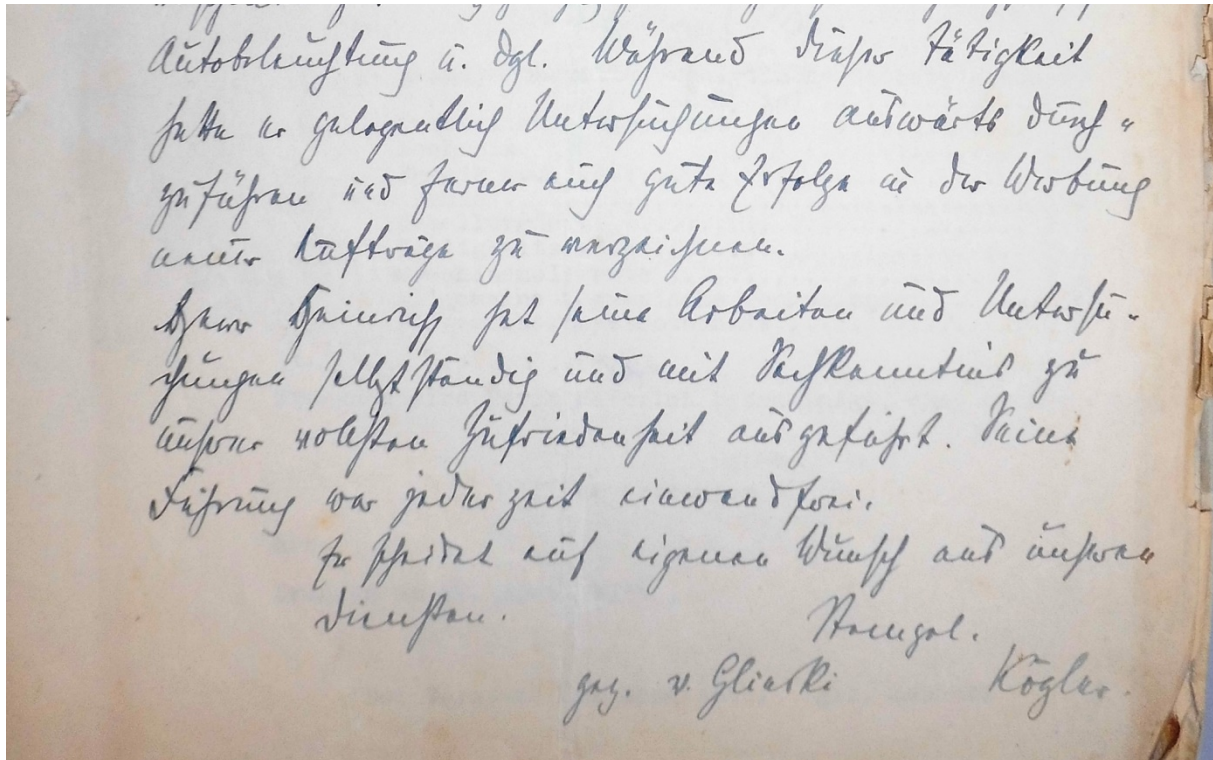 Autobeleuchtung u. dgl. Während dieser Tätigkeit
hatte er gelegentlich Untersuchungen auswärts durch-
zuführen und ferner auch gute Erfolge in der Werbung
neuer Aufträge zu verzeichnen.
Herr Heinrich hat seine Arbeiten und Untersu-
chungen selbstständig und mit Sachkenntnis zu
unserer vollsten Zufriedenheit ausgeführt. Seine
Führung war jederzeit einwandfrei.
Er scheidet auf eigenen Wunsch aus unseren
Diensten.
Stempel.
gez. v. Glinski Kögler.